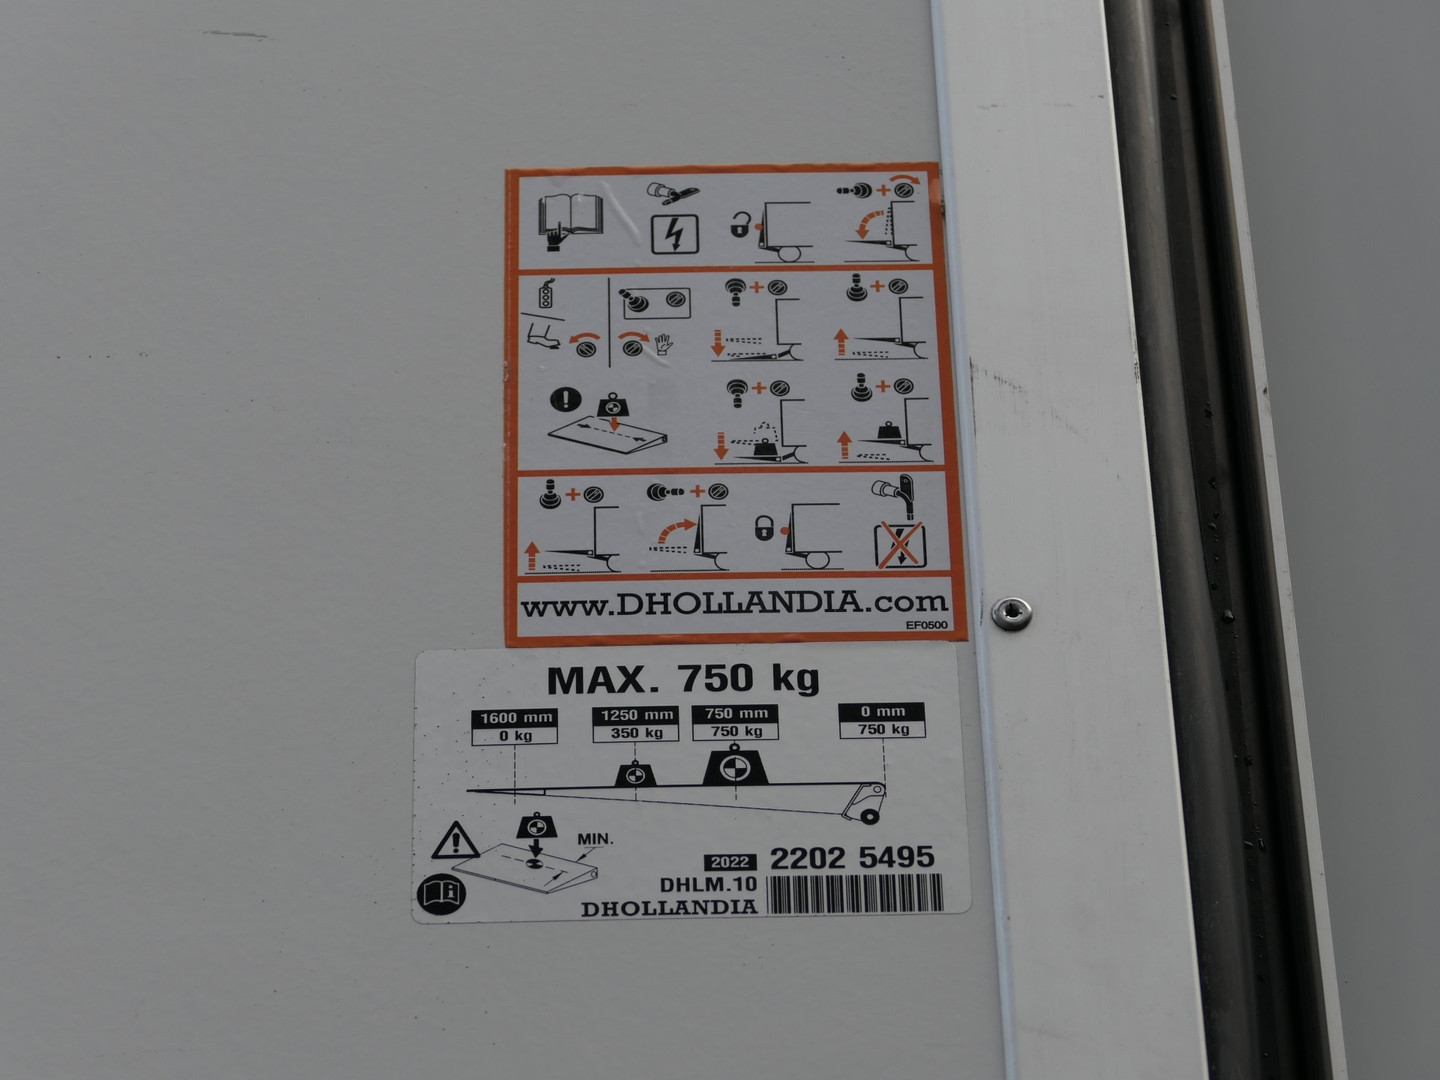 www.DHOLLANDIA.com
EF0500
MAX. 750 kg
1600 mm 1250 mm 750 mm 0 mm
0 kg 350 kg 750 kg 750 kg
MIN.
2022 2202 5495
DHLM.10
DHOLLANDIA